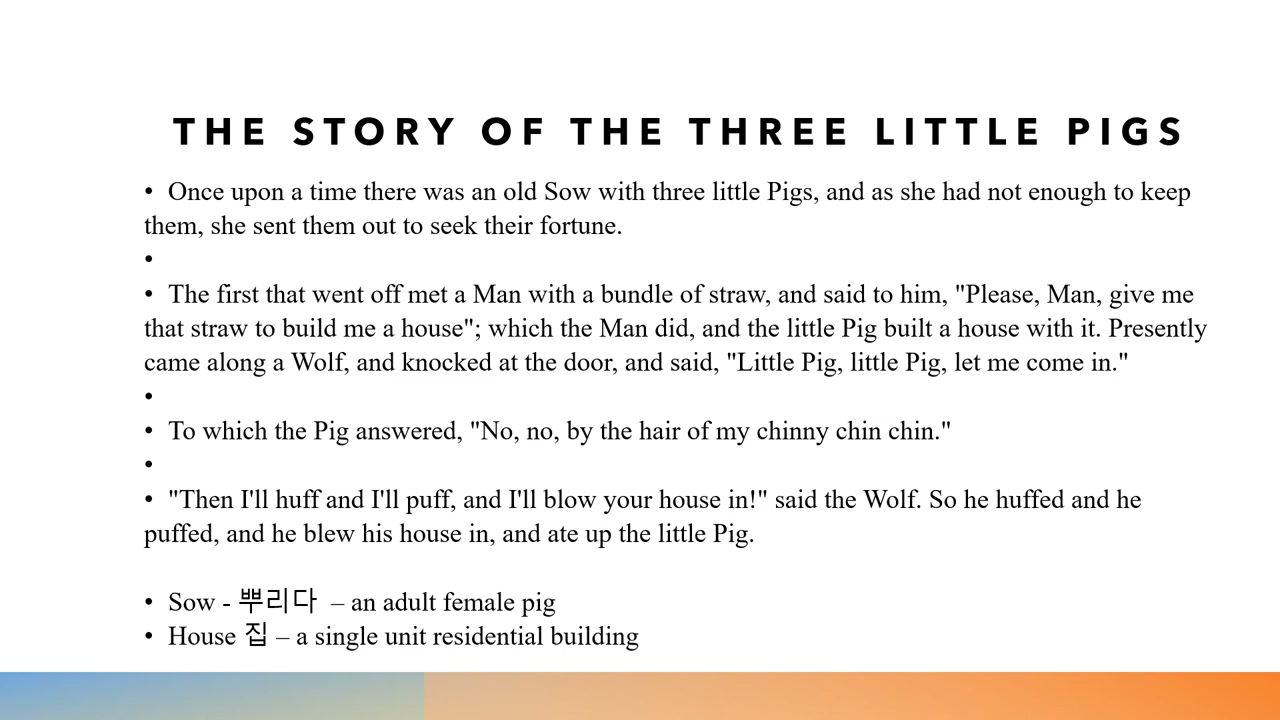 THE STORY OF THE THREE LITTLE PIGS
• Once upon a time there was an old Sow with three little Pigs, and as she had not enough to keep
them, she sent them out to seek their fortune.
•
• The first that went off met a Man with a bundle of straw, and said to him, "Please, Man, give me
that straw to build me a house"; which the Man did, and the little Pig built a house with it. Presently
came along a Wolf, and knocked at the door, and said, "Little Pig, little Pig, let me come in."
•
• To which the Pig answered, "No, no, by the hair of my chinny chin chin."
•
• "Then I'll huff and I'll puff, and I'll blow your house in!" said the Wolf. So he huffed and he
puffed, and he blew his house in, and ate up the little Pig.
• Sow - 뿌리다 – an adult female pig
• House 집 – a single unit residential building